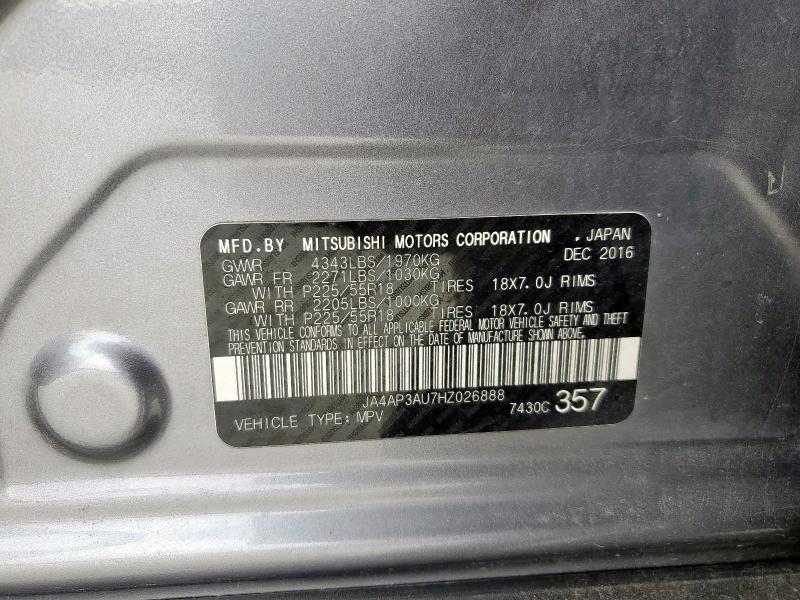 MFD.BY MITSUBISHI MOTORS CORPORATION . JAPAN
GVWR 4343LBS/1970KG DEC 2016
GAWR FR 2271LBS/1030KG
WITH P225/55R18 TIRES 18X7.0J RIMS
GAWR RR 2205LBS/1000KG
WITH P225/55R18 TIRES 18X7.0J RIMS
THIS VEHICLE CONFORMS TO ALL APPLICABLE FEDERAL MOTOR VEHICLE SAFETY AND THEFT
PREVENTION STANDARDS IN EFFECT ON THE DATE OF MANUFACTURE SHOWN ABOVE.
JA4AP3AU7HZ026888
VEHICLE TYPE: MPV 7430C 357